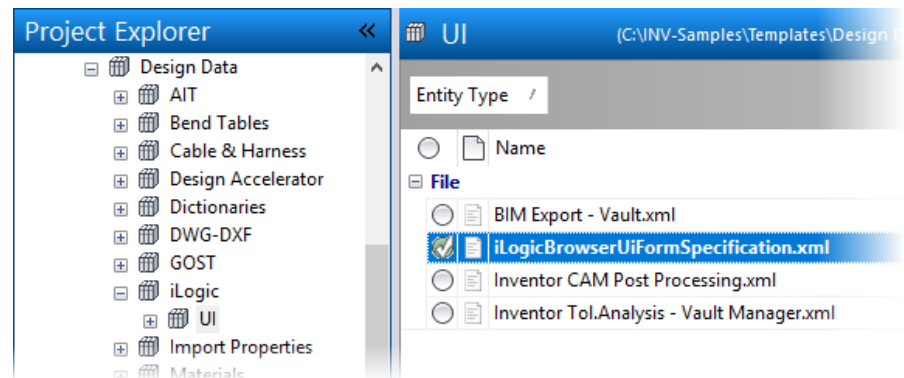 Project Explorer «
Design Data
AIT
Bend Tables
Cable & Harness
Design Accelerator
Dictionaries
DWG-DXF
GOST
iLogic
UI
Import Properties
Materials
UI (C:\INV-Samples\Templates\Design D
Entity Type /
Name
File
BIM Export - Vault.xml
iLogicBrowserUiFormSpecification.xml
Inventor CAM Post Processing.xml
Inventor Tol.Analysis - Vault Manager.xml